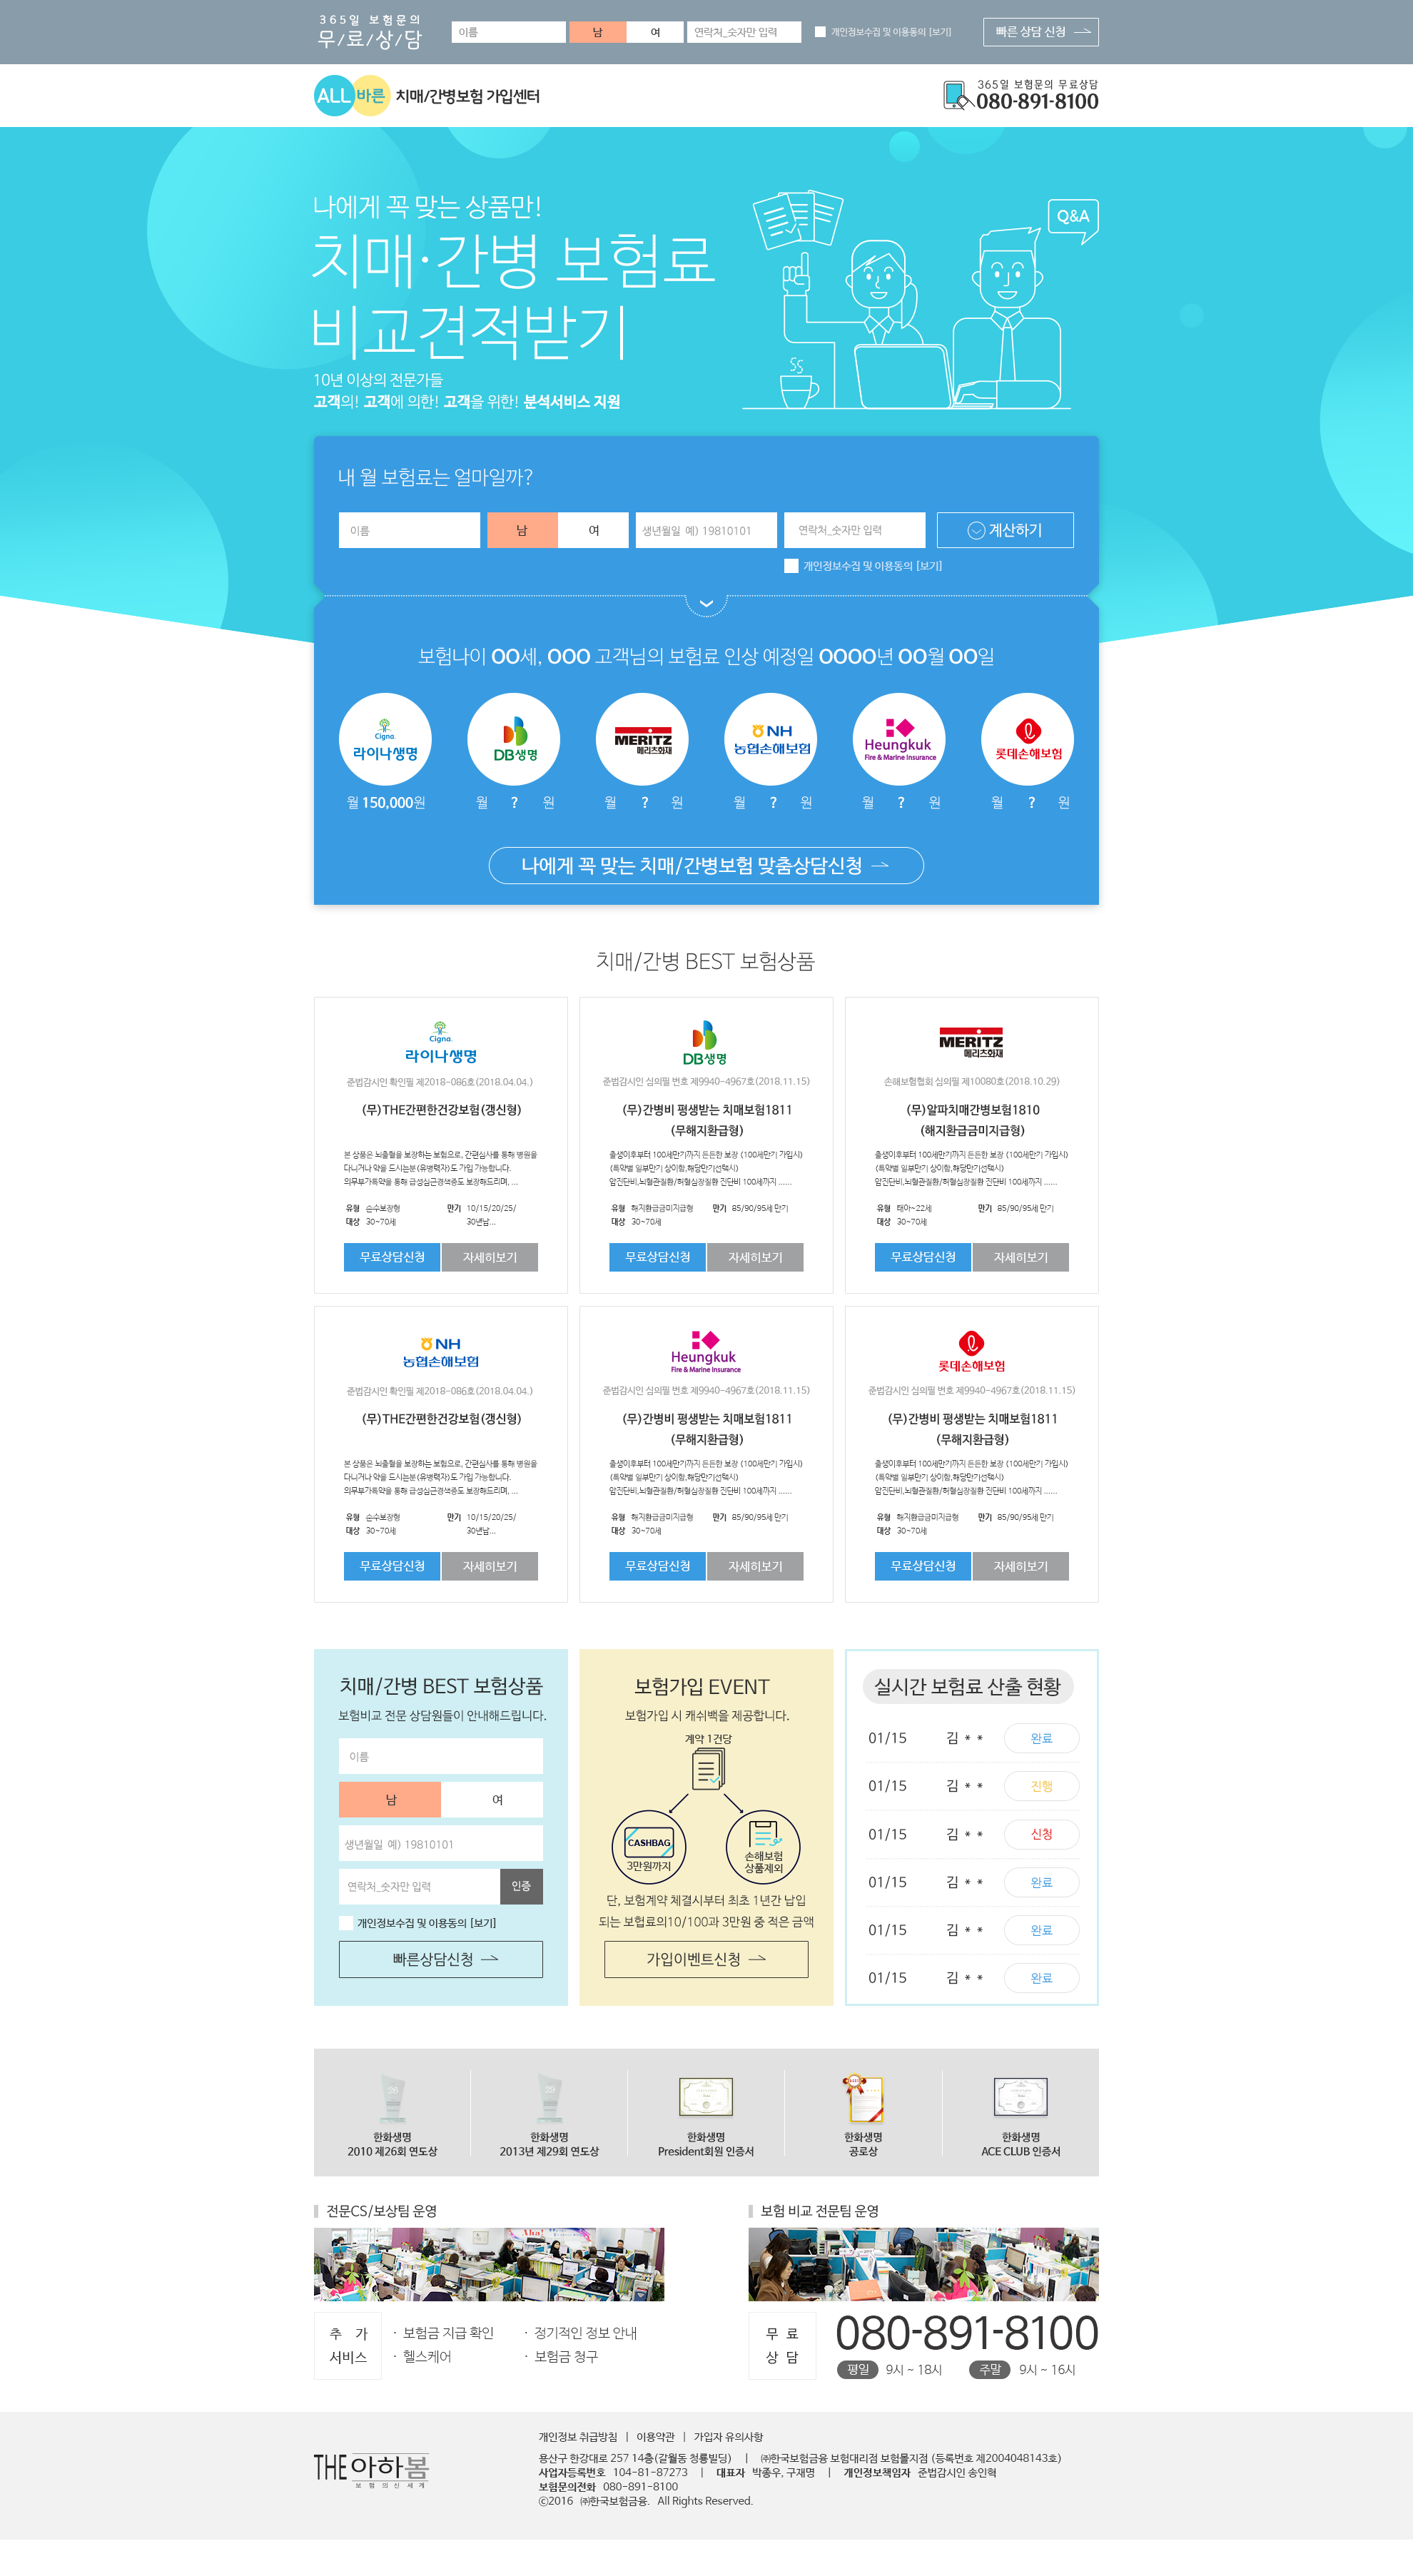 365일 보험문의
무/료/상/담
이름
남
여
연락처_숫자만 입력
개인정보수집 및 이용동의 [보기]
빠른 상담 신청
ALL 바른 치매/간병보험 가입센터
365일 보험문의 무료상담
080-891-8100
나에게 꼭 맞는 상품만!
치매·간병 보험료
비교견적받기
Q&A
10년 이상의 전문가들
고객의! 고객에 의한! 고객을 위한! 분석서비스 지원
내 월 보험료는 얼마일까?
이름
남
여
생년월일 예) 19810101
연락처_숫자만 입력
계산하기
개인정보수집 및 이용동의 [보기]
보험나이 OO세, OOO 고객님의 보험료 인상 예정일 OOOO년 OO월 OO일
Cigna.
라이나생명
DB생명
MERITZ
메리츠화재
NH
농협손해보험
Heungkuk
Fire & Marine Insurance
롯데손해보험
월 150,000원
월 ? 원
월 ? 원
월 ? 원
월 ? 원
월 ? 원
나에게 꼭 맞는 치매/간병보험 맞춤상담신청
치매/간병 BEST 보험상품
Cigna.
라이나생명
준법감시인 확인필 제2018-086호(2018.04.04.)
(무)THE간편한건강보험(갱신형)
본 상품은 뇌출혈을 보장하는 보험으로, 간편심사를 통해 병원을
다니거나 약을 드시는분(유병력자)도 가입 가능합니다.
의무부가특약을 통해 급성심근경색증도 보장해드리며, ...
유형 순수보장형 만기 10/15/20/25/
대상 30~70세 30년납...
무료상담신청
자세히보기
DB생명
준법감시인 심의필 번호 제9940-4967호(2018.11.15)
(무)간병비 평생받는 치매보험1811
(무해지환급형)
출생이후부터 100세만기까지 든든한 보장 (100세만기 가입시)
(특약별 일부만기 상이함,해당만기선택시)
암진단비,뇌혈관질환/허혈심장질환 진단비 100세까지 ......
유형 해지환급금미지급형 만기 85/90/95세 만기
대상 30~70세
무료상담신청
자세히보기
MERITZ
메리츠화재
손해보험협회 심의필 제10080호(2018.10.29)
(무)알파치매간병보험1810
(해지환급금미지급형)
출생이후부터 100세만기까지 든든한 보장 (100세만기 가입시)
(특약별 일부만기 상이함,해당만기선택시)
암진단비,뇌혈관질환/허혈심장질환 진단비 100세까지 ......
유형 태아~22세 만기 85/90/95세 만기
대상 30~70세
무료상담신청
자세히보기
NH
농협손해보험
준법감시인 확인필 제2018-086호(2018.04.04.)
(무)THE간편한건강보험(갱신형)
본 상품은 뇌출혈을 보장하는 보험으로, 간편심사를 통해 병원을
다니거나 약을 드시는분(유병력자)도 가입 가능합니다.
의무부가특약을 통해 급성심근경색증도 보장해드리며, ...
유형 순수보장형 만기 10/15/20/25/
대상 30~70세 30년납...
무료상담신청
자세히보기
Heungkuk
Fire & Marine Insurance
준법감시인 심의필 번호 제9940-4967호(2018.11.15)
(무)간병비 평생받는 치매보험1811
(무해지환급형)
출생이후부터 100세만기까지 든든한 보장 (100세만기 가입시)
(특약별 일부만기 상이함,해당만기선택시)
암진단비,뇌혈관질환/허혈심장질환 진단비 100세까지 ......
유형 해지환급금미지급형 만기 85/90/95세 만기
대상 30~70세
무료상담신청
자세히보기
롯데손해보험
준법감시인 심의필 번호 제9940-4967호(2018.11.15)
(무)간병비 평생받는 치매보험1811
(무해지환급형)
출생이후부터 100세만기까지 든든한 보장 (100세만기 가입시)
(특약별 일부만기 상이함,해당만기선택시)
암진단비,뇌혈관질환/허혈심장질환 진단비 100세까지 ......
유형 해지환급금미지급형 만기 85/90/95세 만기
대상 30~70세
무료상담신청
자세히보기
치매/간병 BEST 보험상품
보험비교 전문 상담원들이 안내해드립니다.
이름
남
여
생년월일 예) 19810101
연락처_숫자만 입력
인증
개인정보수집 및 이용동의 [보기]
빠른상담신청
보험가입 EVENT
보험가입 시 캐쉬백을 제공합니다.
계약 1건당
CASHBAG
3만원까지
손해보험
상품제외
단, 보험계약 체결시부터 최초 1년간 납입
되는 보헙료의10/100과 3만원 중 적은 금액
가입이벤트신청
실시간 보험료 산출 현황
01/15 김 * * 완료
01/15 김 * * 진행
01/15 김 * * 신청
01/15 김 * * 완료
01/15 김 * * 완료
01/15 김 * * 완료
26
한화생명
2010 제26회 연도상
29
한화생명
2013년 제29회 연도상
한화생명
President회원 인증서
한화생명
공로상
한화생명
ACE CLUB 인증서
전문CS/보상팀 운영
Aha!
추 가
서비스
· 보험금 지급 확인
· 정기적인 정보 안내
· 헬스케어
· 보험금 청구
보험 비교 전문팀 운영
무 료
상 담
080-891-8100
평일 9시 ~ 18시
주말 9시 ~ 16시
THE아하봄
보험의신세계
개인정보 취급방침 | 이용약관 | 가입자 유의사항
용산구 한강대로 257 14층(갈월동 청룡빌딩) | ㈜한국보험금융 보험대리점 보험몰지점 (등록번호 제2004048143호)
사업자등록번호 104-81-87273 | 대표자 박종우, 구재명 | 개인정보책임자 준법감시인 송인혁
보험문의전화 080-891-8100
ⓒ2016 ㈜한국보험금융. All Rights Reserved.